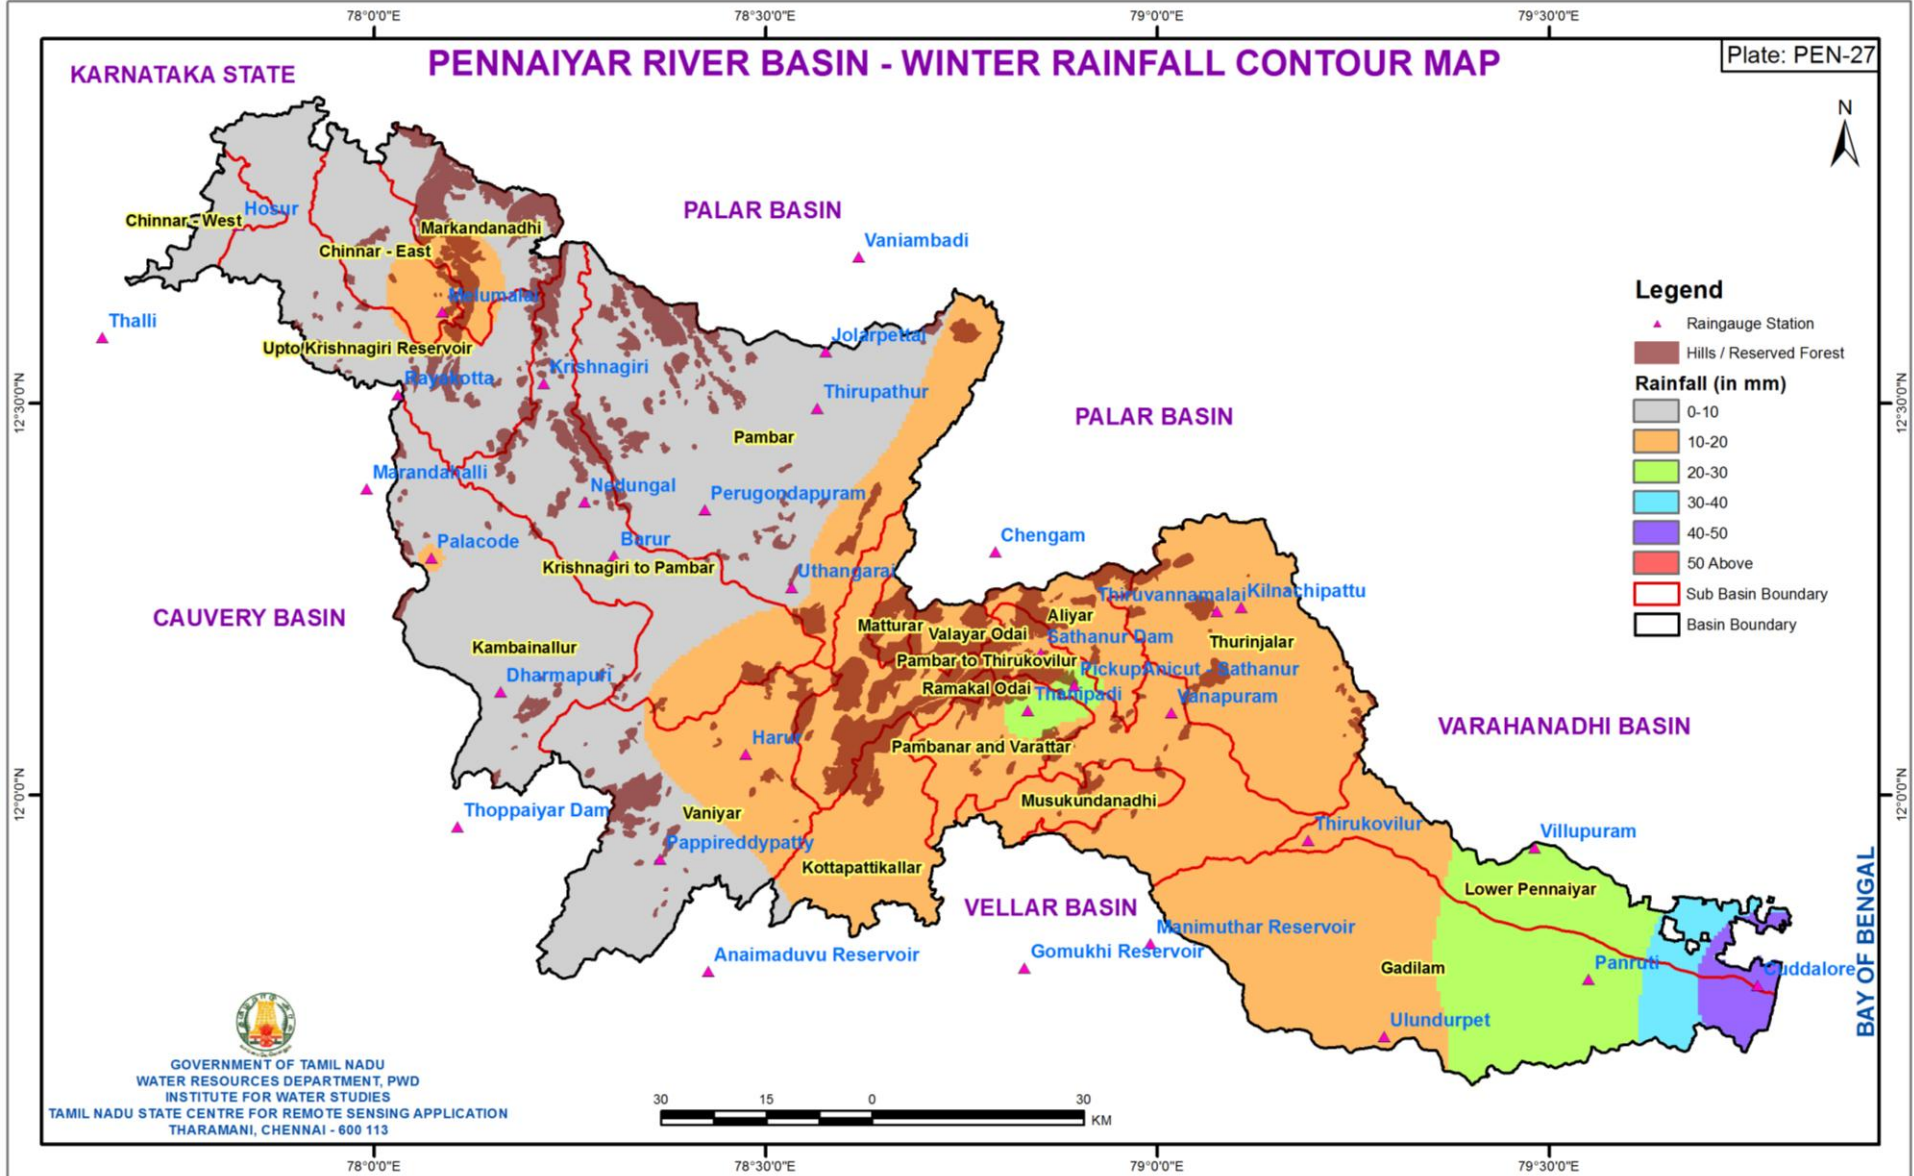 78°0'0"E
78°30'0"E
79°0'0"E
79°30'0"E
PENNAIYAR RIVER BASIN - WINTER RAINFALL CONTOUR MAP
Plate: PEN-27
KARNATAKA STATE
N
PALAR BASIN
Hosur
Chinnar - West
Markandanadhi
Chinnar - East
Vaniambadi
Melumalai
Thalli
Jolarpettai
Upto Krishnagiri Reservoir
Krishnagiri
Rayakotta
Thirupathur
12°30'0"N
PALAR BASIN
12°30'0"N
Pambar
Marandahalli
Nedungal
Perugondapuram
Palacode
Barur
Chengam
Krishnagiri to Pambar
Uthangarai
Thiruvannamalai
Kilnachipattu
CAUVERY BASIN
Aliyar
Matturar
Valayar Odai
Sathanur Dam
Thurinjalar
Kambainallur
Pambar to Thirukovilur
PickupAnicut - Sathanur
Dharmapuri
Ramakal Odai
Thanipadi
Vanapuram
VARAHANADHI BASIN
Harur
Pambanar and Varattar
12°0'0"N
Musukundanadhi
12°0'0"N
Thoppaiyar Dam
Vaniyar
Thirukovilur
Villupuram
Pappireddypatty
Kottapattikallar
Lower Pennaiyar
VELLAR BASIN
Manimuthar Reservoir
Anaimaduvu Reservoir
Gomukhi Reservoir
Gadilam
Panruti
Cuddalore
BAY OF BENGAL
Ulundurpet
Legend
Raingauge Station
Hills / Reserved Forest
Rainfall (in mm)
0-10
10-20
20-30
30-40
40-50
50 Above
Sub Basin Boundary
Basin Boundary
GOVERNMENT OF TAMIL NADU
WATER RESOURCES DEPARTMENT, PWD
INSTITUTE FOR WATER STUDIES
TAMIL NADU STATE CENTRE FOR REMOTE SENSING APPLICATION
THARAMANI, CHENNAI - 600 113
30 15 0 30
KM
78°0'0"E
78°30'0"E
79°0'0"E
79°30'0"E